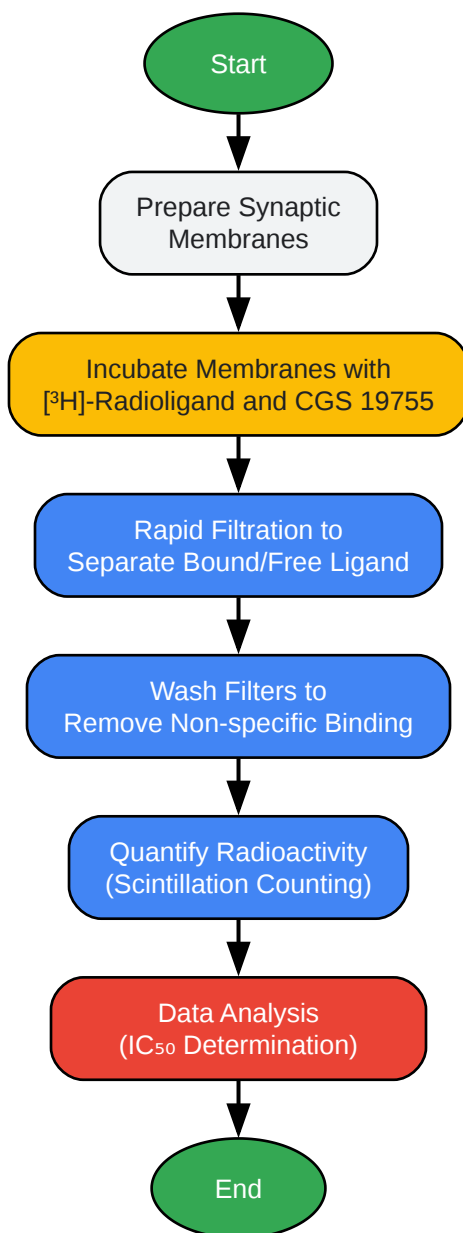 Start
Prepare Synaptic
Membranes
Incubate Membranes with
[³H]-Radioligand and CGS 19755
Rapid Filtration to
Separate Bound/Free Ligand
Wash Filters to
Remove Non-specific Binding
Quantify Radioactivity
(Scintillation Counting)
Data Analysis
(IC₅₀ Determination)
End